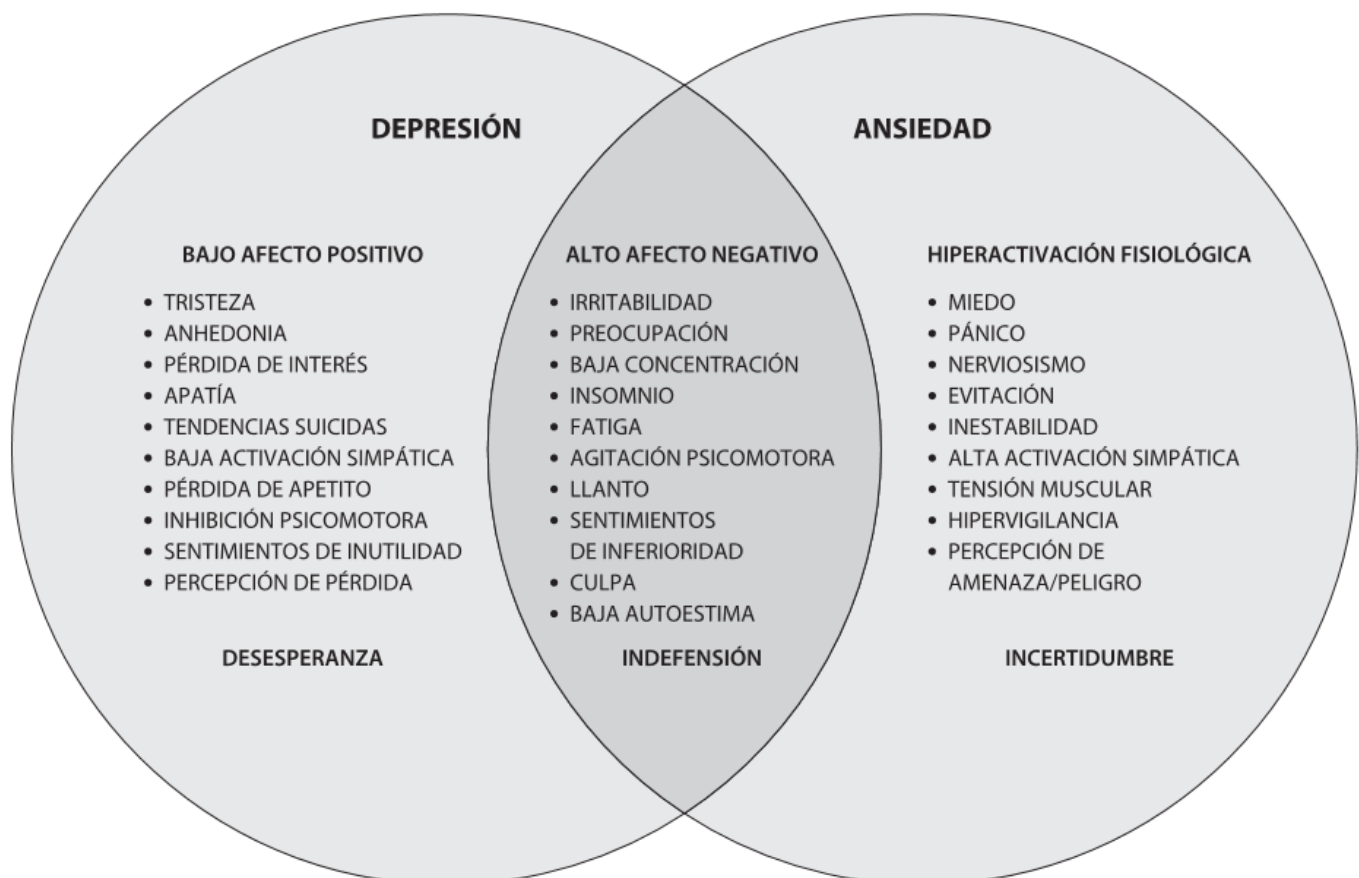 DEPRESIÓN
ANSIEDAD
BAJO AFECTO POSITIVO
• TRISTEZA
• ANHEDONIA
• PÉRDIDA DE INTERÉS
• APATÍA
• TENDENCIAS SUICIDAS
• BAJA ACTIVACIÓN SIMPÁTICA
• PÉRDIDA DE APETITO
• INHIBICIÓN PSICOMOTORA
• SENTIMIENTOS DE INUTILIDAD
• PERCEPCIÓN DE PÉRDIDA
DESESPERANZA
ALTO AFECTO NEGATIVO
• IRRITABILIDAD
• PREOCUPACIÓN
• BAJA CONCENTRACIÓN
• INSOMNIO
• FATIGA
• AGITACIÓN PSICOMOTORA
• LLANTO
• SENTIMIENTOS
DE INFERIORIDAD
• CULPA
• BAJA AUTOESTIMA
INDEFENSIÓN
HIPERACTIVACIÓN FISIOLÓGICA
• MIEDO
• PÁNICO
• NERVIOSISMO
• EVITACIÓN
• INESTABILIDAD
• ALTA ACTIVACIÓN SIMPÁTICA
• TENSIÓN MUSCULAR
• HIPERVIGILANCIA
• PERCEPCIÓN DE
AMENAZA/PELIGRO
INCERTIDUMBRE